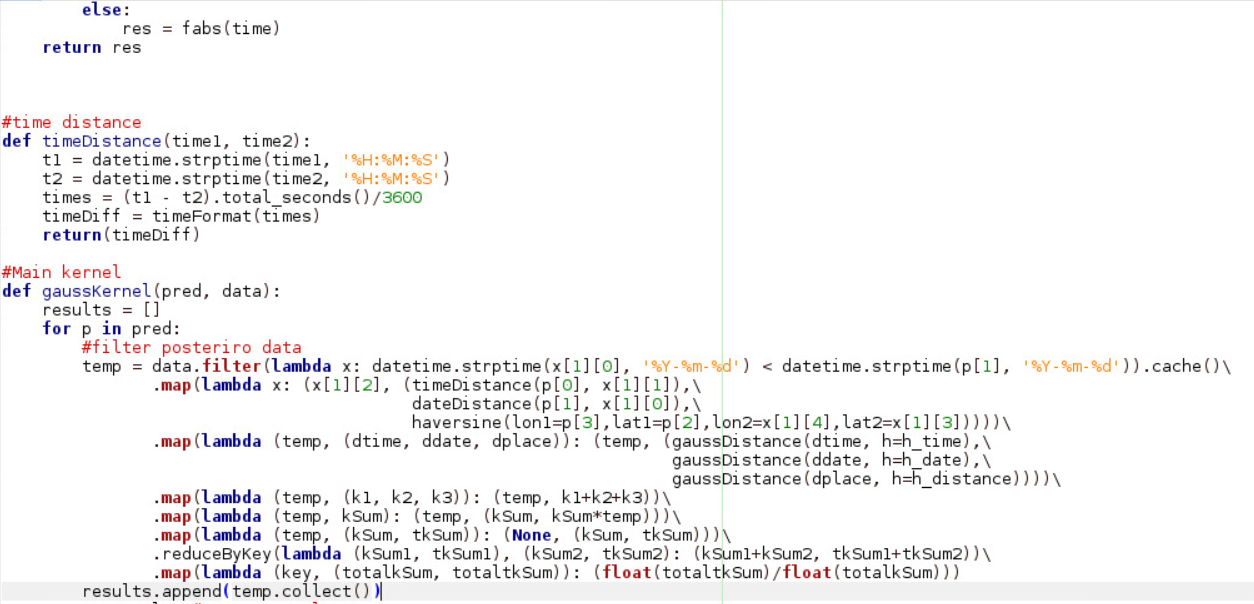 else:
res = fabs(time)
return res
#time distance
def timeDistance(time1, time2):
t1 = datetime.strptime(time1, '%H:%M:%S')
t2 = datetime.strptime(time2, '%H:%M:%S')
times = (t1 - t2).total_seconds()/3600
timeDiff = timeFormat(times)
return(timeDiff)
#Main kernel
def gaussKernel(pred, data):
results = []
for p in pred:
#filter posteriro data
temp = data.filter(lambda x: datetime.strptime(x[1][0], '%Y-%m-%d') < datetime.strptime(p[1], '%Y-%m-%d')).cache()\
.map(lambda x: (x[1][2], (timeDistance(p[0], x[1][1]),\
dateDistance(p[1], x[1][0]),\
haversine(lon1=p[3],lat1=p[2],lon2=x[1][4],lat2=x[1][3]))))\
.map(lambda (temp, (dtime, ddate, dplace)): (temp, (gaussDistance(dtime, h=h_time),\
gaussDistance(ddate, h=h_date),\
gaussDistance(dplace, h=h_distance))))\
.map(lambda (temp, (k1, k2, k3)): (temp, k1+k2+k3))\
.map(lambda (temp, kSum): (temp, (kSum, kSum*temp)))\
.map(lambda (temp, (kSum, tkSum)): (None, (kSum, tkSum)))\
.reduceByKey(lambda (kSum1, tkSum1), (kSum2, tkSum2): (kSum1+kSum2, tkSum1+tkSum2))\
.map(lambda (key, (totalkSum, totaltkSum)): (float(totaltkSum)/float(totalkSum)))
results.append(temp.collect())